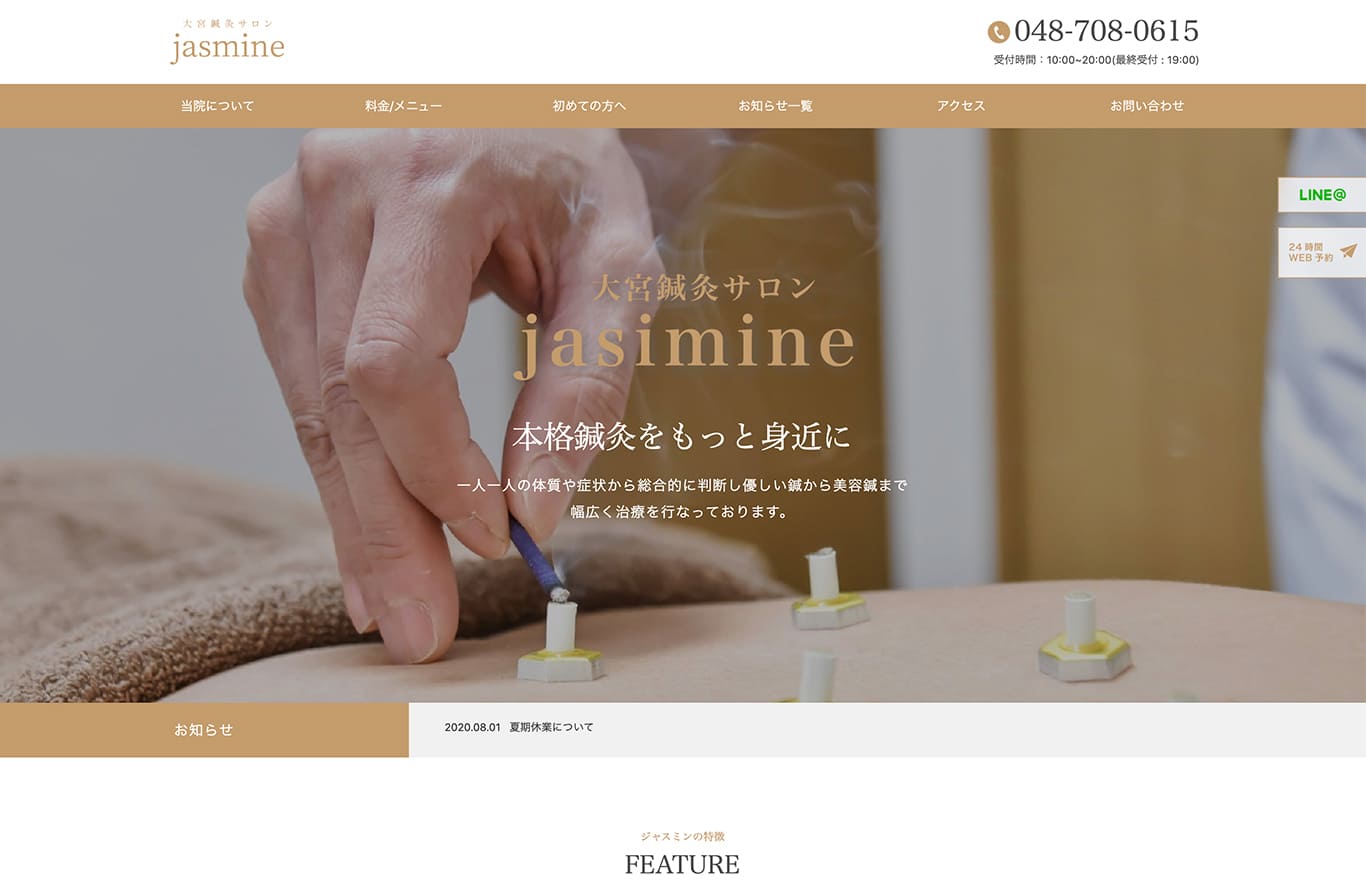 大宮鍼灸サロン
jasmine
048-708-0615
受付時間：10:00~20:00(最終受付 : 19:00)
当院について
料金/メニュー
初めての方へ
お知らせ一覧
アクセス
お問い合わせ
LINE@
24 時間
WEB 予約
大宮鍼灸サロン
jasimine
本格鍼灸をもっと身近に
一人一人の体質や症状から総合的に判断し優しい鍼から美容鍼まで
幅広く治療を行なっております。
お知らせ
2020.08.01 夏期休業について
ジャスミンの特徴
FEATURE